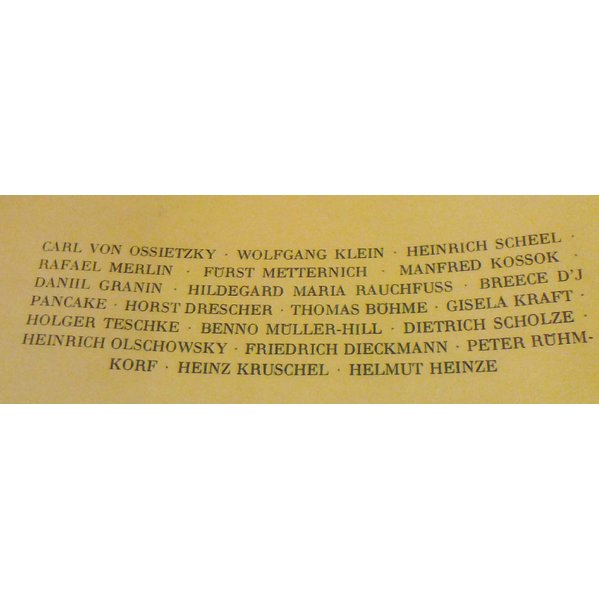 CARL VON OSSIETZKY · WOLFGANG KLEIN · HEINRICH SCHEEL ·
RAFAEL MERLIN · FÜRST METTERNICH · MANFRED KOSSOK ·
DANIIL GRANIN · HILDEGARD MARIA RAUCHFUSS · BREECE D'J
PANCAKE · HORST DRESCHER · THOMAS BÖHME · GISELA KRAFT ·
HOLGER TESCHKE · BENNO MÜLLER-HILL · DIETRICH SCHOLZE ·
HEINRICH OLSCHOWSKY · FRIEDRICH DIECKMANN · PETER RÜHM-
KORF · HEINZ KRUSCHEL · HELMUT HEINZE